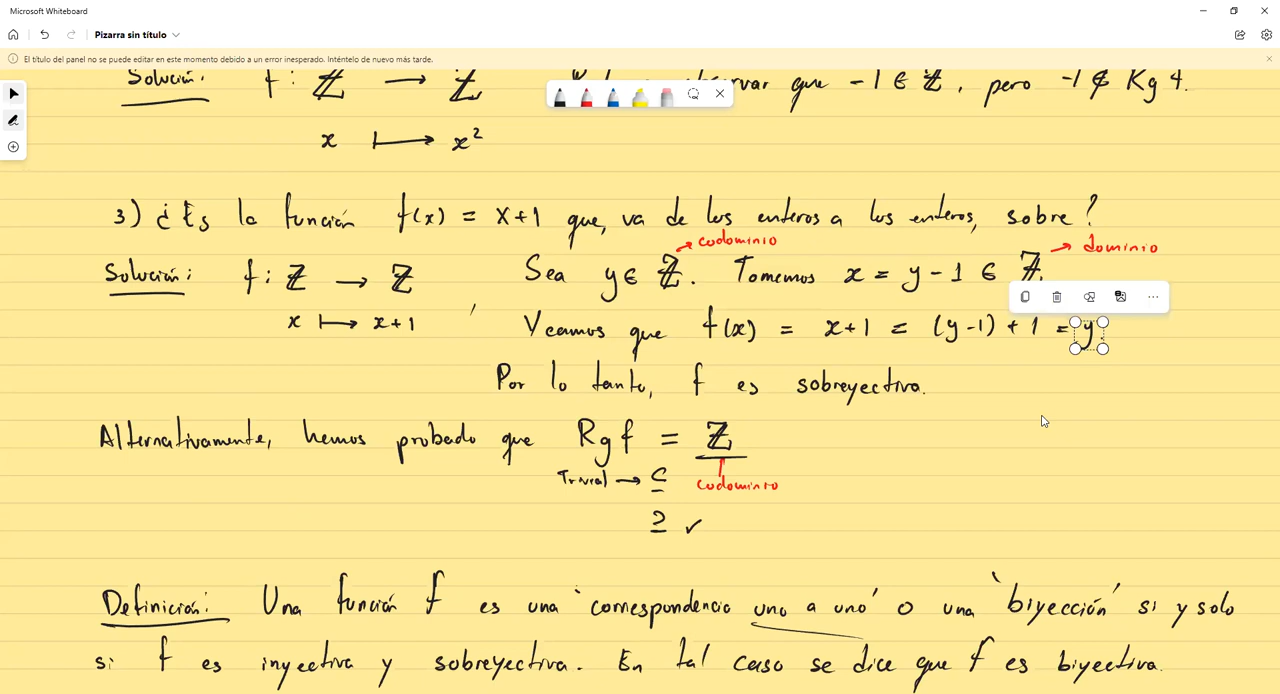 Microsoft Whiteboard
Pizarra sin título
El título del panel no se puede editar en este momento debido a un error inesperado. Inténtelo de nuevo más tarde.
Solución: f : ℤ → ℤ var que -1 ∈ ℤ, pero -1 ∉ Rg f.
x ↦ x²
3) ¿Es la función f(x) = x+1 que, va de los enteros a los enteros, sobre?
codominio dominio
Solución: f : ℤ → ℤ Sea y ∈ ℤ. Tomemos x = y - 1 ∈ ℤ.
x ↦ x+1 , Veamos que f(x) = x+1 = (y-1) + 1 = y
Por lo tanto, f es sobreyectiva.
Alternativamente, hemos probado que Rg f = ℤ
Trivial → ⊆ codominio
⊇ ✓
Definición: Una función f es una 'correspondencia uno a uno' o una 'biyección' si y solo
si f es inyectiva y sobreyectiva. En tal caso se dice que f es biyectiva.